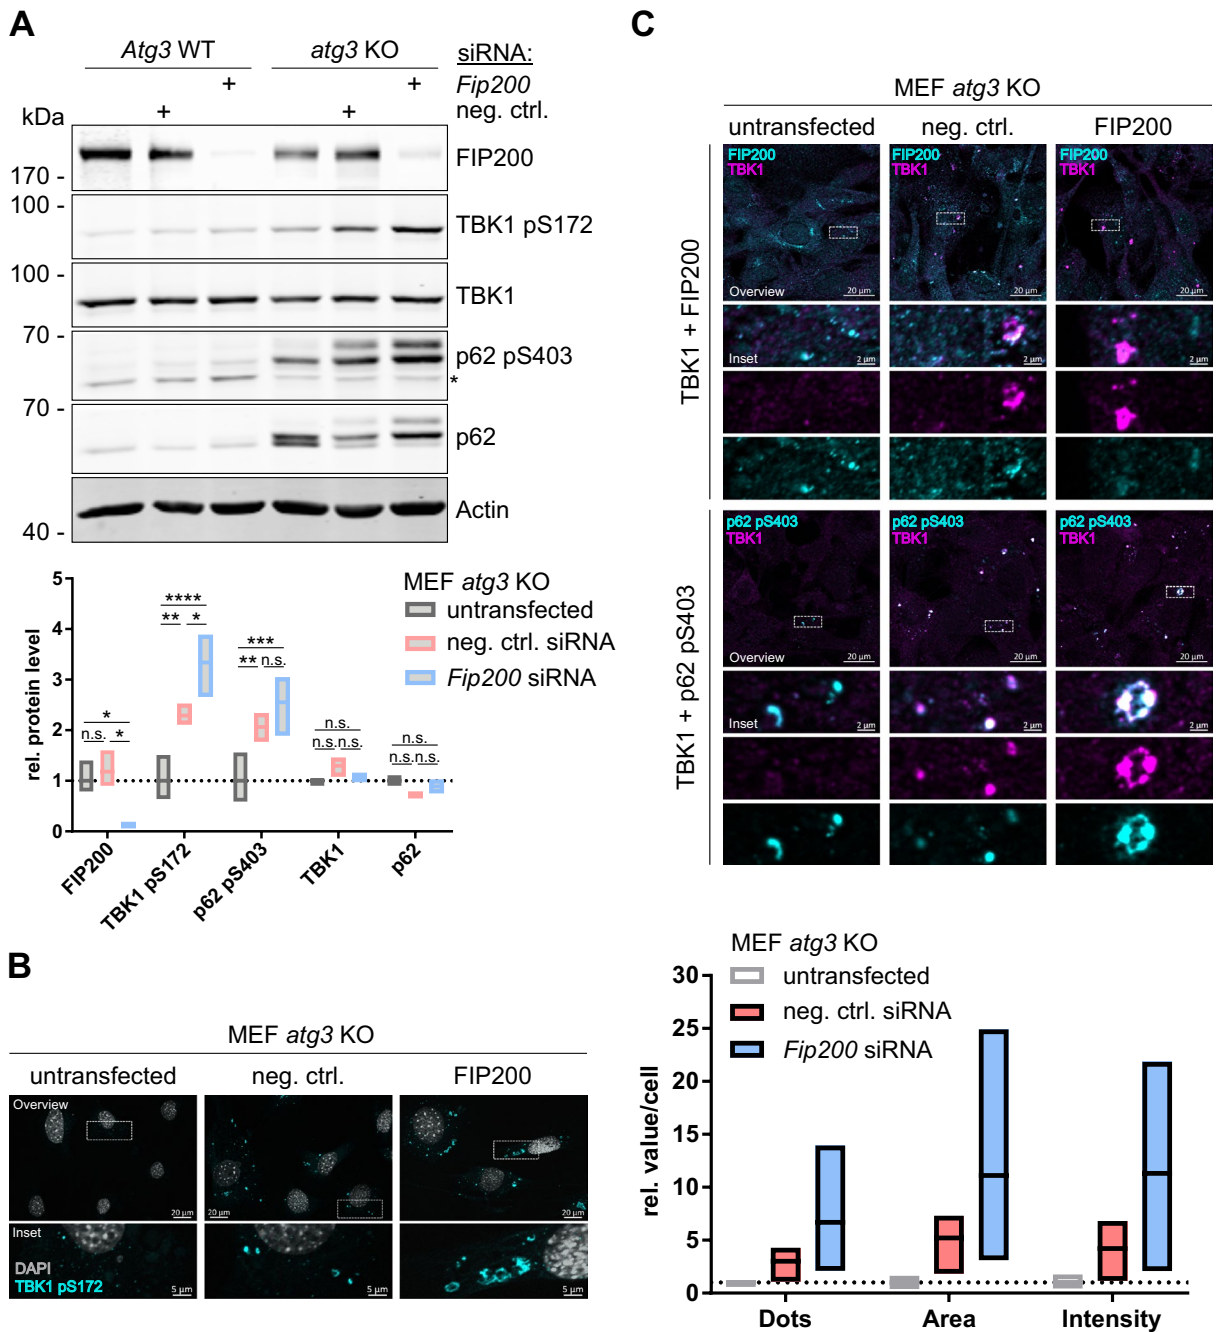 A
Atg3 WT
atg3 KO
siRNA:
+
Fip200
+
+
neg. ctrl.
+
kDa
FIP200
170 -
100 -
TBK1 pS172
100 -
TBK1
70 -
p62 pS403
*
70 -
p62
Actin
40 -
rel. protein level
5
4
3
2
1
0
MEF atg3 KO
untransfected
neg. ctrl. siRNA
Fip200 siRNA
*
n.s.
*
****
**
*
***
**
n.s.
n.s.
n.s.
n.s.
n.s.
n.s.
n.s.
FIP200
TBK1 pS172
p62 pS403
TBK1
p62
B
MEF atg3 KO
untransfected
neg. ctrl.
FIP200
Overview
20 µm
20 µm
20 µm
Inset
DAPI
TBK1 pS172
5 µm
5 µm
5 µm
C
MEF atg3 KO
untransfected
neg. ctrl.
FIP200
TBK1 + FIP200
FIP200
TBK1
Overview
20 µm
FIP200
TBK1
20 µm
FIP200
TBK1
20 µm
Inset
2 µm
2 µm
2 µm
TBK1 + p62 pS403
p62 pS403
TBK1
Overview
20 µm
p62 pS403
TBK1
20 µm
p62 pS403
TBK1
20 µm
Inset
2 µm
2 µm
2 µm
MEF atg3 KO
untransfected
neg. ctrl. siRNA
Fip200 siRNA
rel. value/cell
30
25
20
15
10
5
0
Dots
Area
Intensity